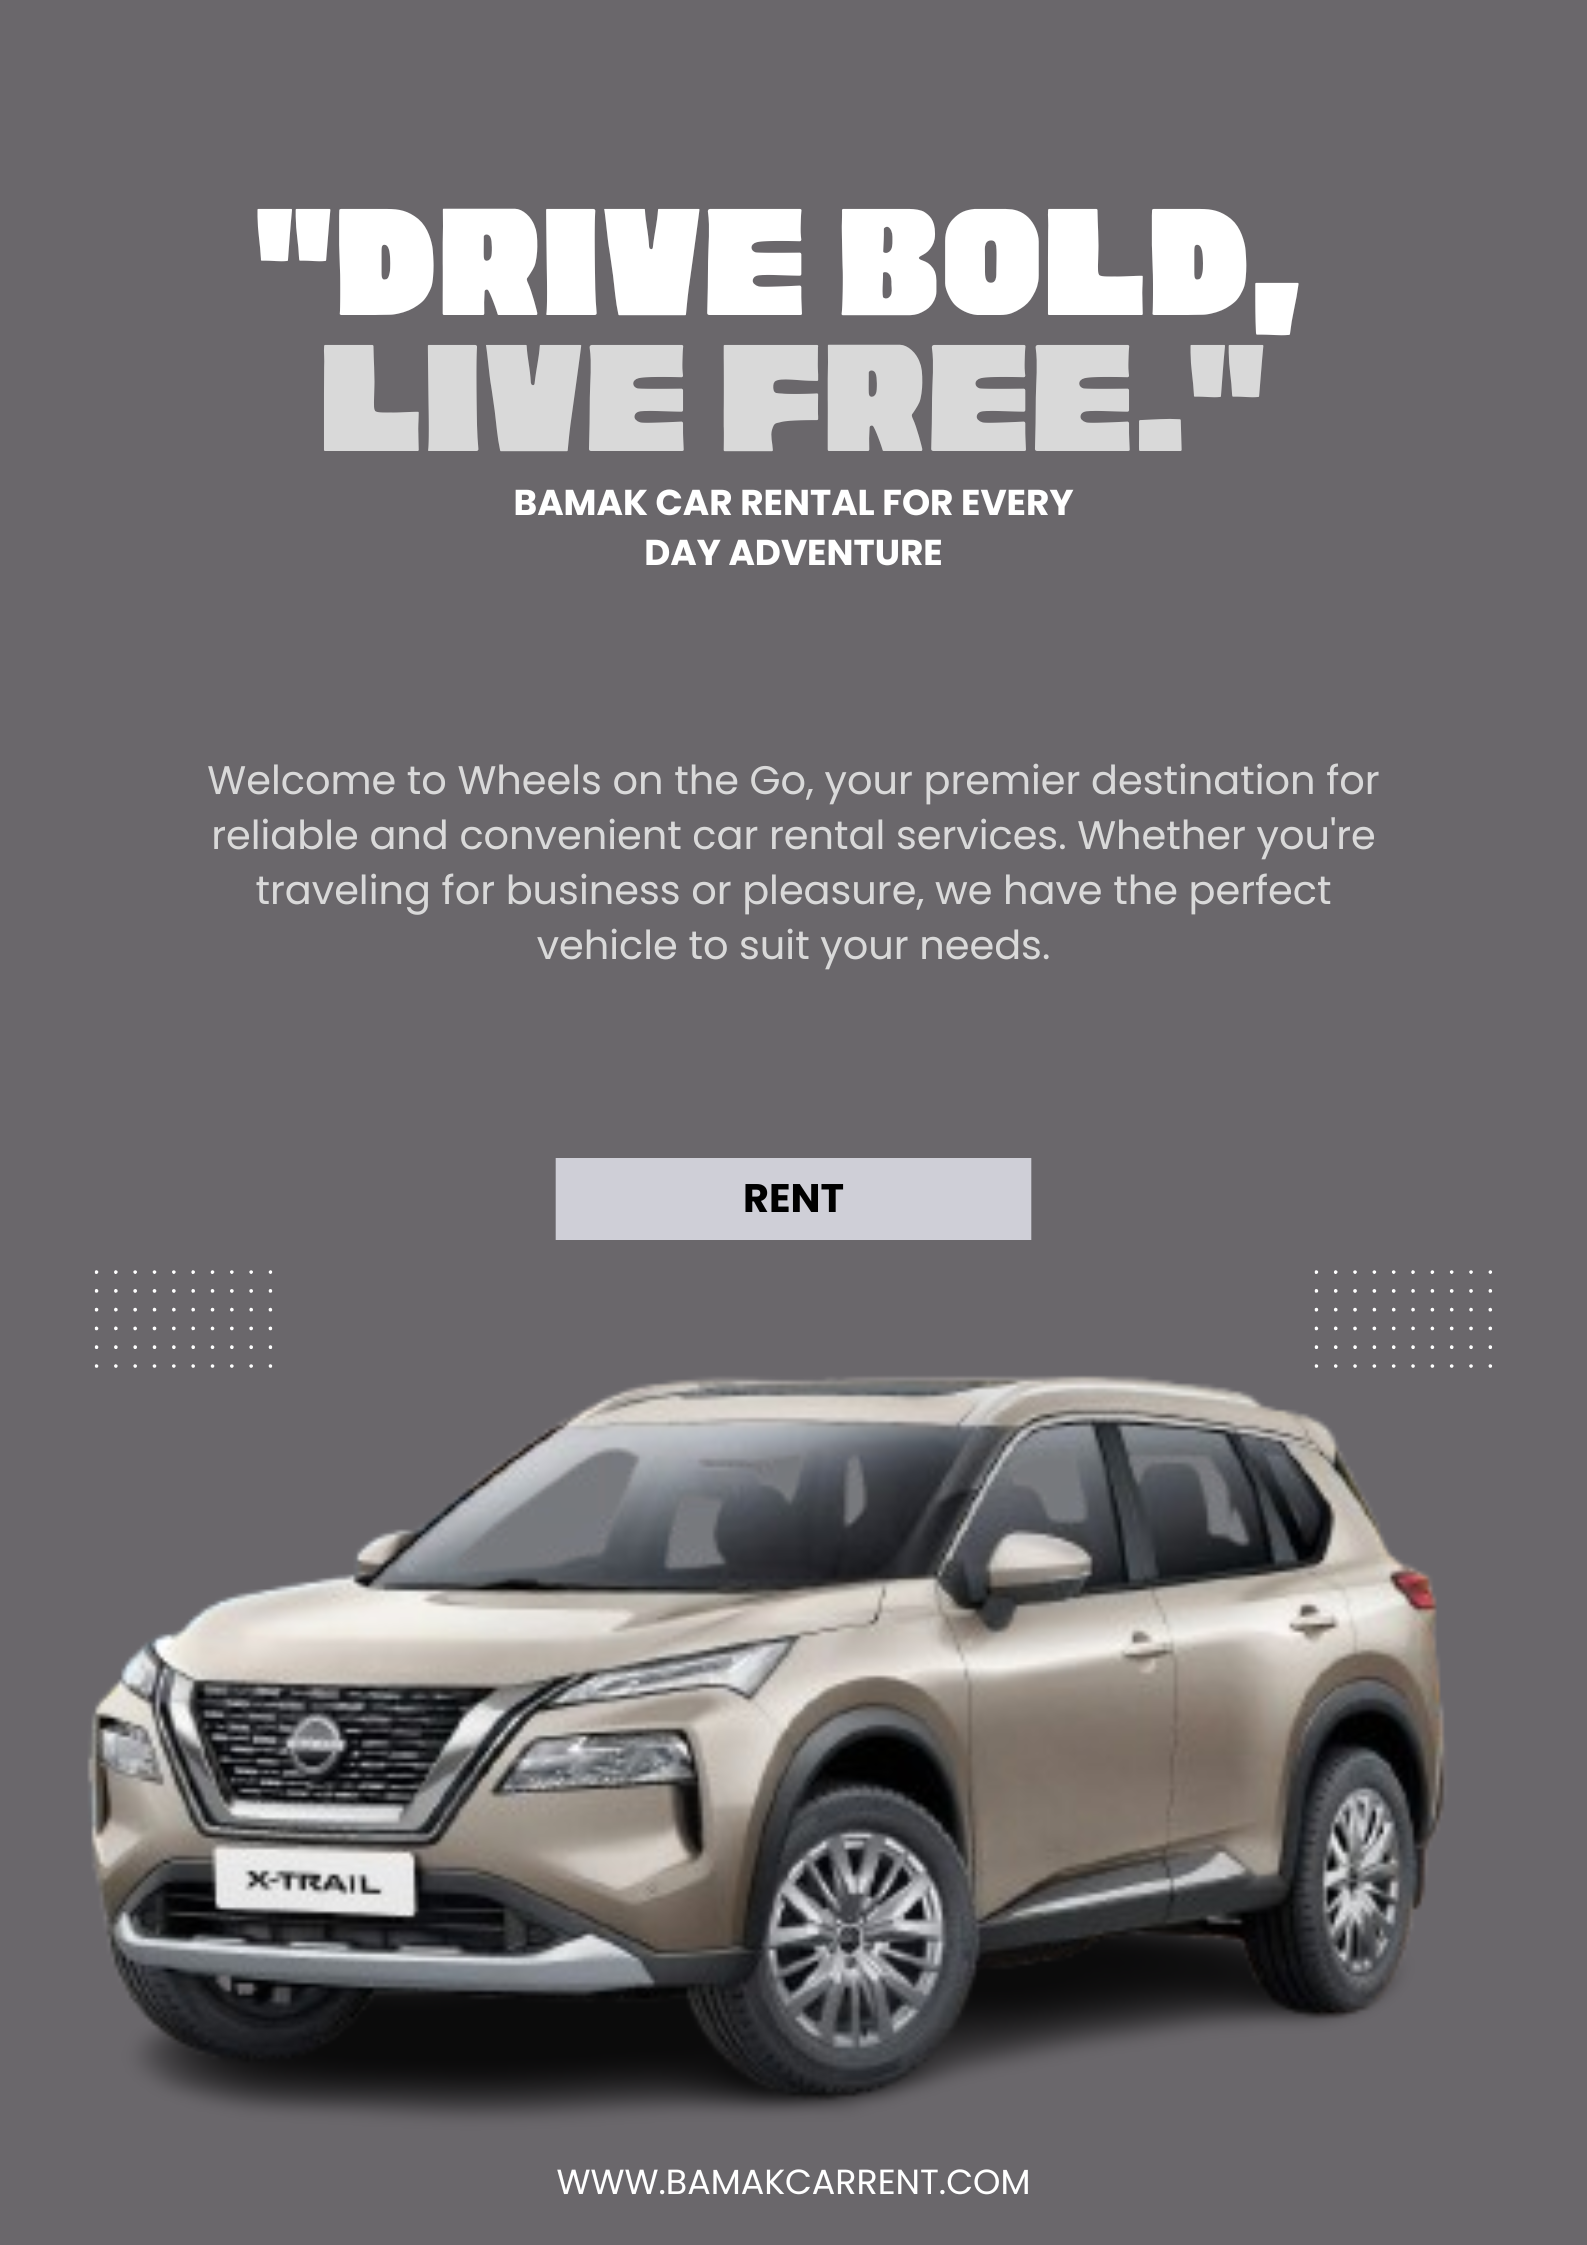 "DRIVE BOLD,
LIVE FREE."
BAMAK CAR RENTAL FOR EVERY
DAY ADVENTURE
Welcome to Wheels on the Go, your premier destination for
reliable and convenient car rental services. Whether you're
traveling for business or pleasure, we have the perfect
vehicle to suit your needs.
RENT
X-TRAIL
WWW.BAMAKCARRENT.COM